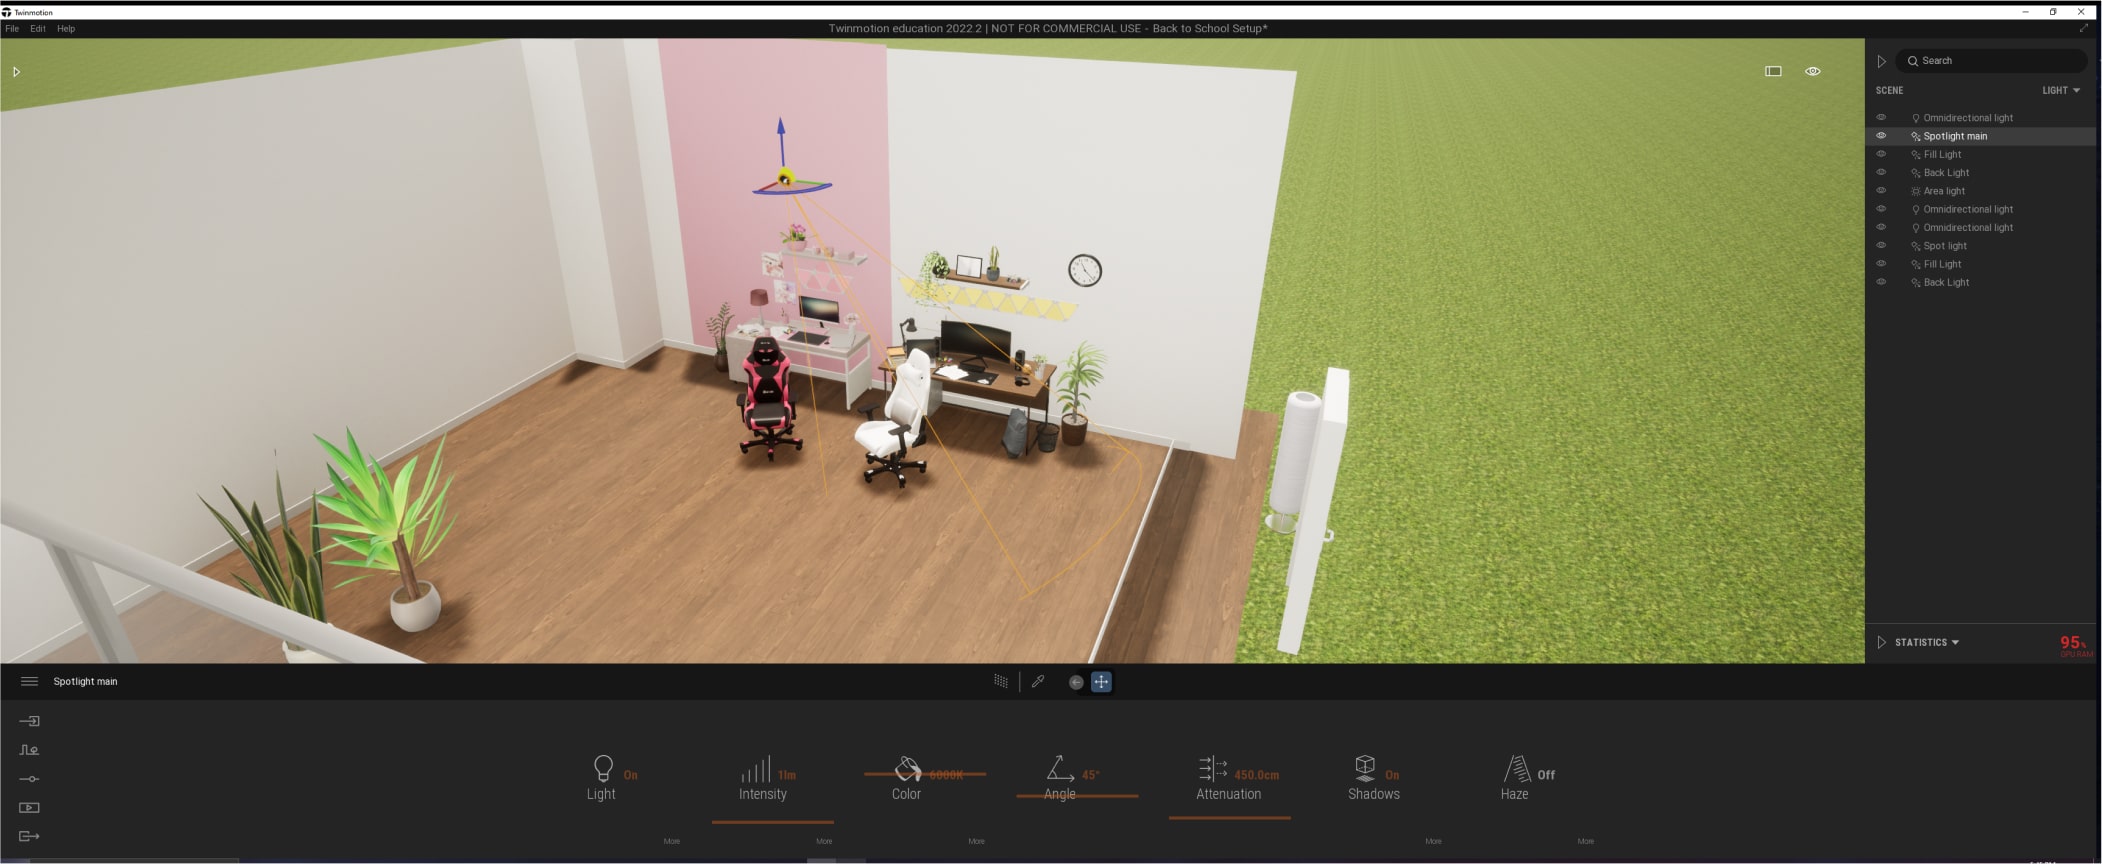 Twinmotion
File Edit Help
Twinmotion education 2022.2 | NOT FOR COMMERCIAL USE - Back to School Setup*
Search
SCENE LIGHT
Omnidirectional light
Spotlight main
Fill Light
Back Light
Area light
Omnidirectional light
Omnidirectional light
Spot light
Fill Light
Back Light
STATISTICS 95%
GPU RAM
Spotlight main
On 1lm 6000K 45° 450.0cm On Off
Light Intensity Color Angle Attenuation Shadows Haze
More More More More More